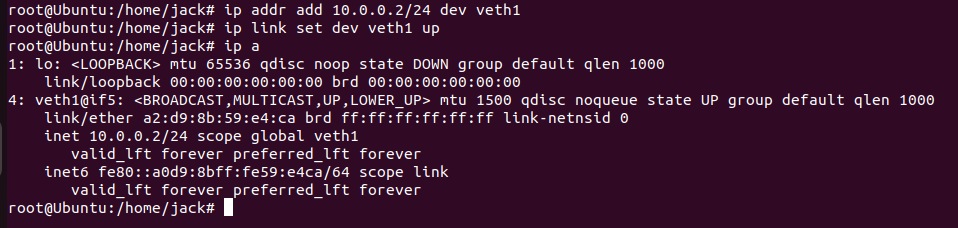 root@Ubuntu:/home/jack# ip addr add 10.0.0.2/24 dev veth1
root@Ubuntu:/home/jack# ip link set dev veth1 up
root@Ubuntu:/home/jack# ip a
1: lo: <LOOPBACK> mtu 65536 qdisc noop state DOWN group default qlen 1000
    link/loopback 00:00:00:00:00:00 brd 00:00:00:00:00:00
4: veth1@if5: <BROADCAST,MULTICAST,UP,LOWER_UP> mtu 1500 qdisc noqueue state UP group default qlen 1000
    link/ether a2:d9:8b:59:e4:ca brd ff:ff:ff:ff:ff:ff link-netnsid 0
    inet 10.0.0.2/24 scope global veth1
       valid_lft forever preferred_lft forever
    inet6 fe80::a0d9:8bff:fe59:e4ca/64 scope link
       valid_lft forever preferred_lft forever
root@Ubuntu:/home/jack#